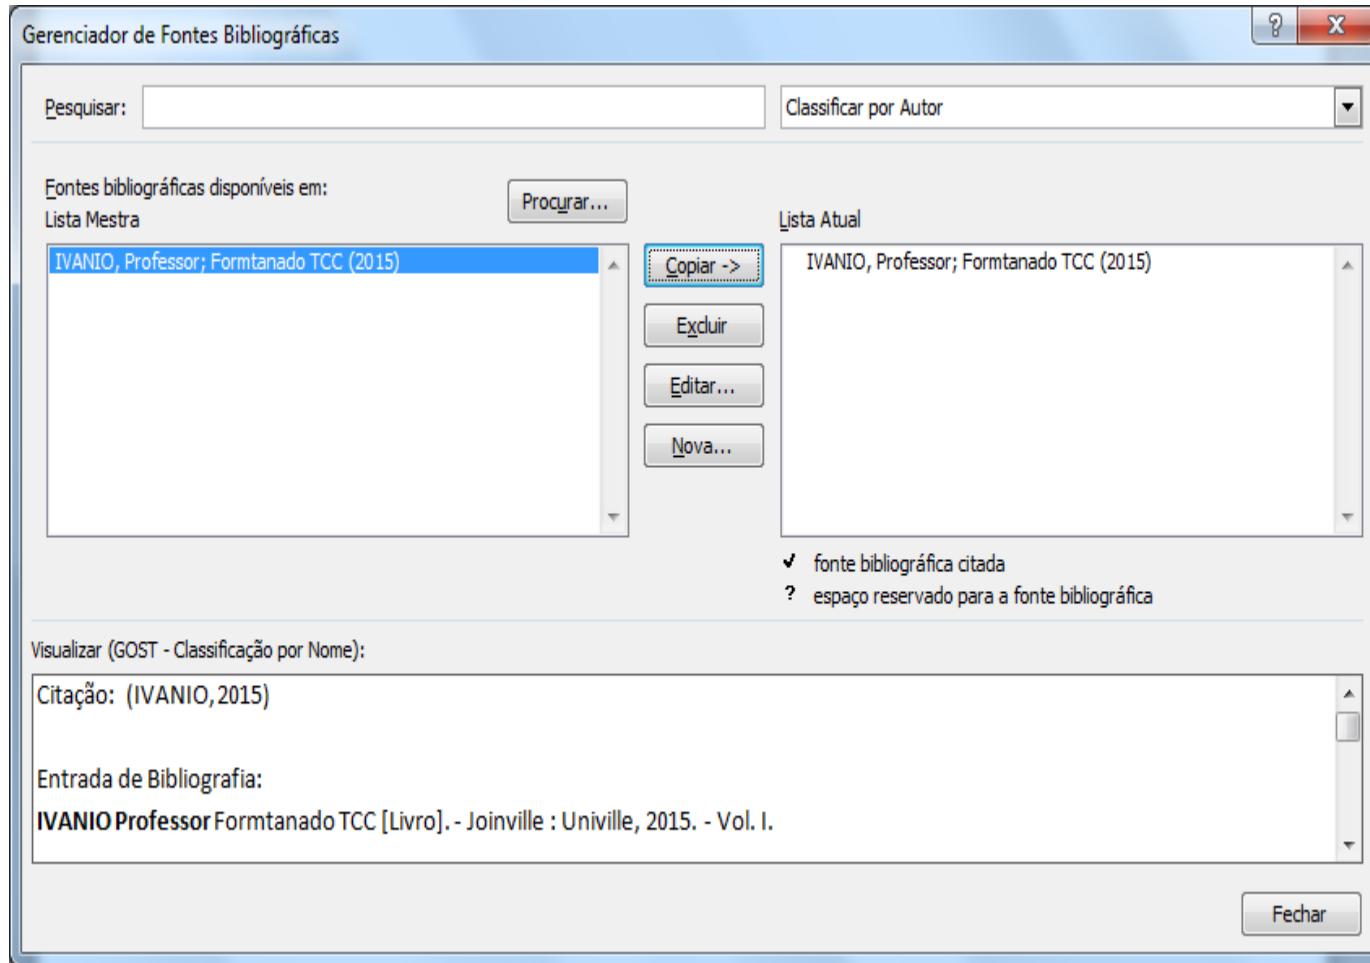 Gerenciador de Fontes Bibliográficas
?
X
Pesquisar:
Classificar por Autor
Fontes bibliográficas disponíveis em:
Lista Mestra
Procurar...
Lista Atual
IVANIO, Professor; Formtanado TCC (2015)
Copiar ->
Excluir
Editar...
Nova...
IVANIO, Professor; Formtanado TCC (2015)
✓ fonte bibliográfica citada
? espaço reservado para a fonte bibliográfica
Visualizar (GOST - Classificação por Nome):
Citação: (IVANIO, 2015)
Entrada de Bibliografia:
IVANIO Professor Formtanado TCC [Livro]. - Joinville : Univille, 2015. - Vol. I.
Fechar